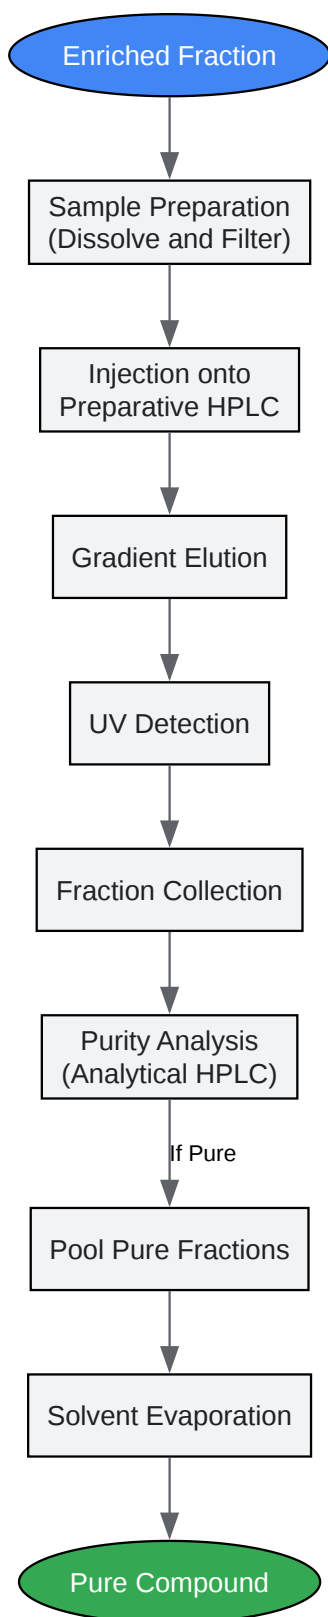 Enriched Fraction
Sample Preparation
(Dissolve and Filter)
Injection onto
Preparative HPLC
Gradient Elution
UV Detection
Fraction Collection
Purity Analysis
(Analytical HPLC)
If Pure
Pool Pure Fractions
Solvent Evaporation
Pure Compound